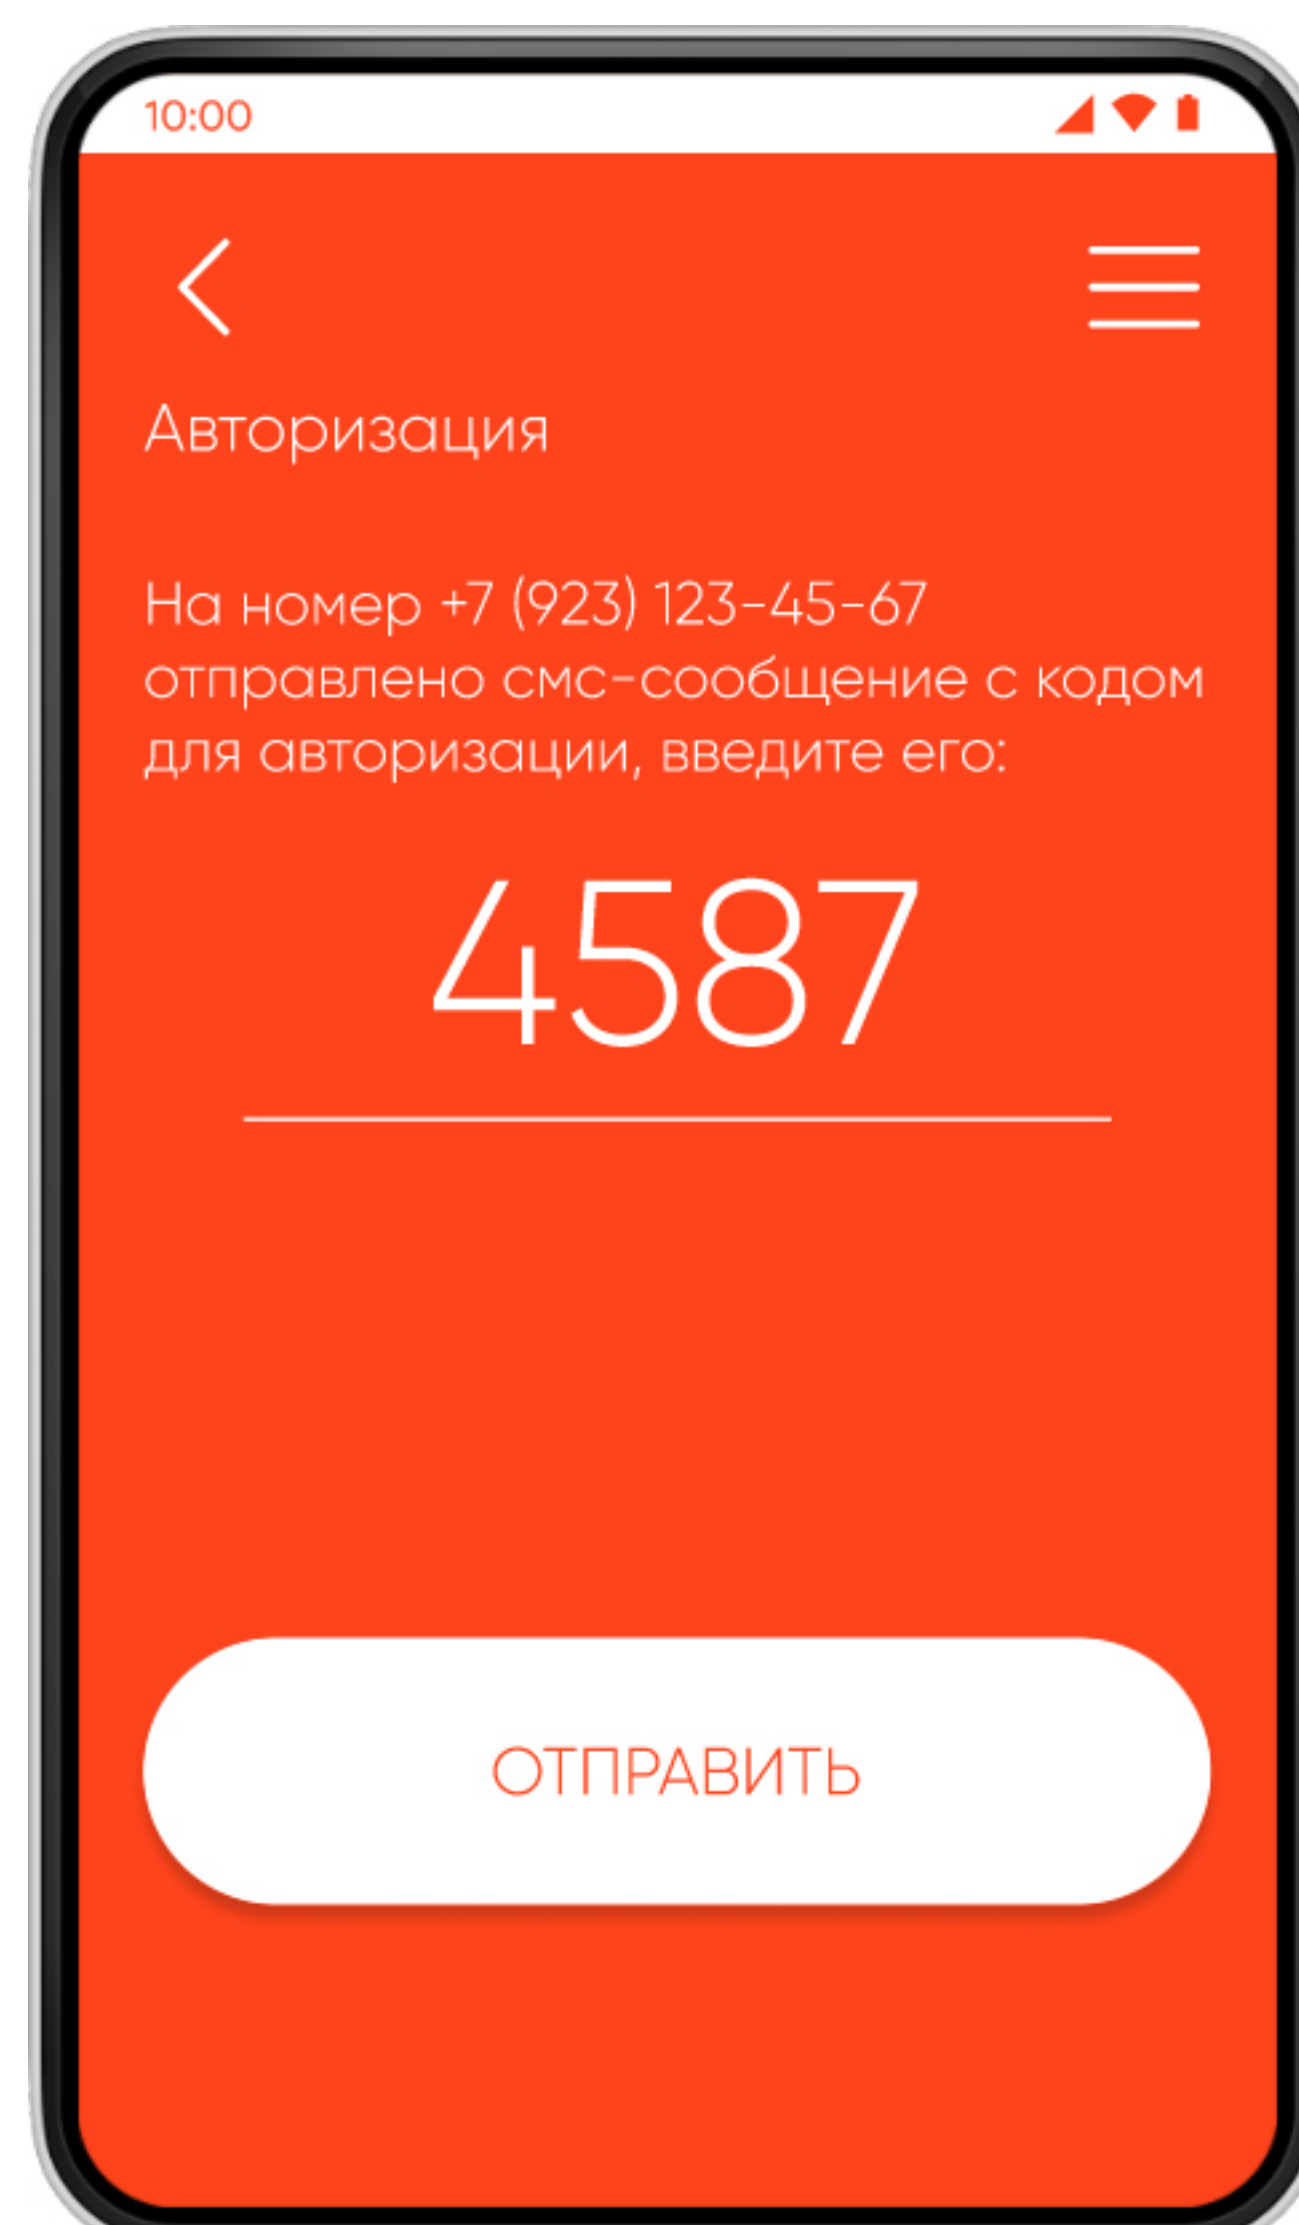 10:00
Авторизация
На номер +7 (923) 123-45-67
отправлено смс-сообщение с кодом
для авторизации, введите его:
4587
ОТПРАВИТЬ